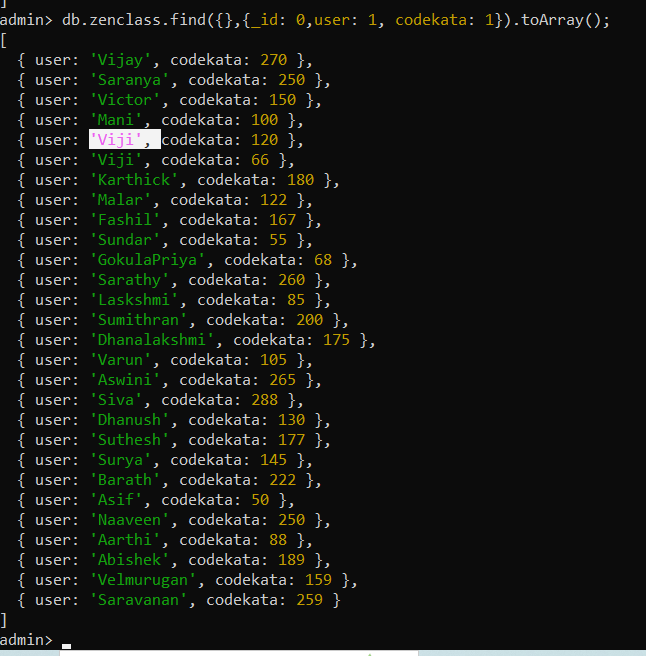 ]
admin> db.zenclass.find({},{_id: 0,user: 1, codekata: 1}).toArray();
[
  { user: 'Vijay', codekata: 270 },
  { user: 'Saranya', codekata: 250 },
  { user: 'Victor', codekata: 150 },
  { user: 'Mani', codekata: 100 },
  { user: 'Viji', codekata: 120 },
  { user: 'Viji', codekata: 66 },
  { user: 'Karthick', codekata: 180 },
  { user: 'Malar', codekata: 122 },
  { user: 'Fashil', codekata: 167 },
  { user: 'Sundar', codekata: 55 },
  { user: 'GokulaPriya', codekata: 68 },
  { user: 'Sarathy', codekata: 260 },
  { user: 'Laskshmi', codekata: 85 },
  { user: 'Sumithran', codekata: 200 },
  { user: 'Dhanalakshmi', codekata: 175 },
  { user: 'Varun', codekata: 105 },
  { user: 'Aswini', codekata: 265 },
  { user: 'Siva', codekata: 288 },
  { user: 'Dhanush', codekata: 130 },
  { user: 'Suthesh', codekata: 177 },
  { user: 'Surya', codekata: 145 },
  { user: 'Barath', codekata: 222 },
  { user: 'Asif', codekata: 50 },
  { user: 'Naaveen', codekata: 250 },
  { user: 'Aarthi', codekata: 88 },
  { user: 'Abishek', codekata: 189 },
  { user: 'Velmurugan', codekata: 159 },
  { user: 'Saravanan', codekata: 259 }
]
admin>